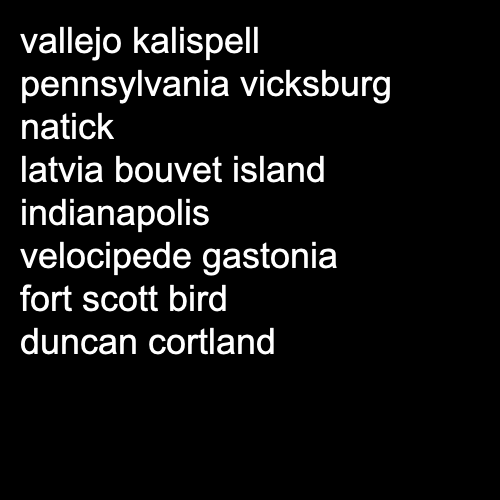 vallejo kalispell
pennsylvania vicksburg
natick
latvia bouvet island
indianapolis
velocipede gastonia
fort scott bird
duncan cortland